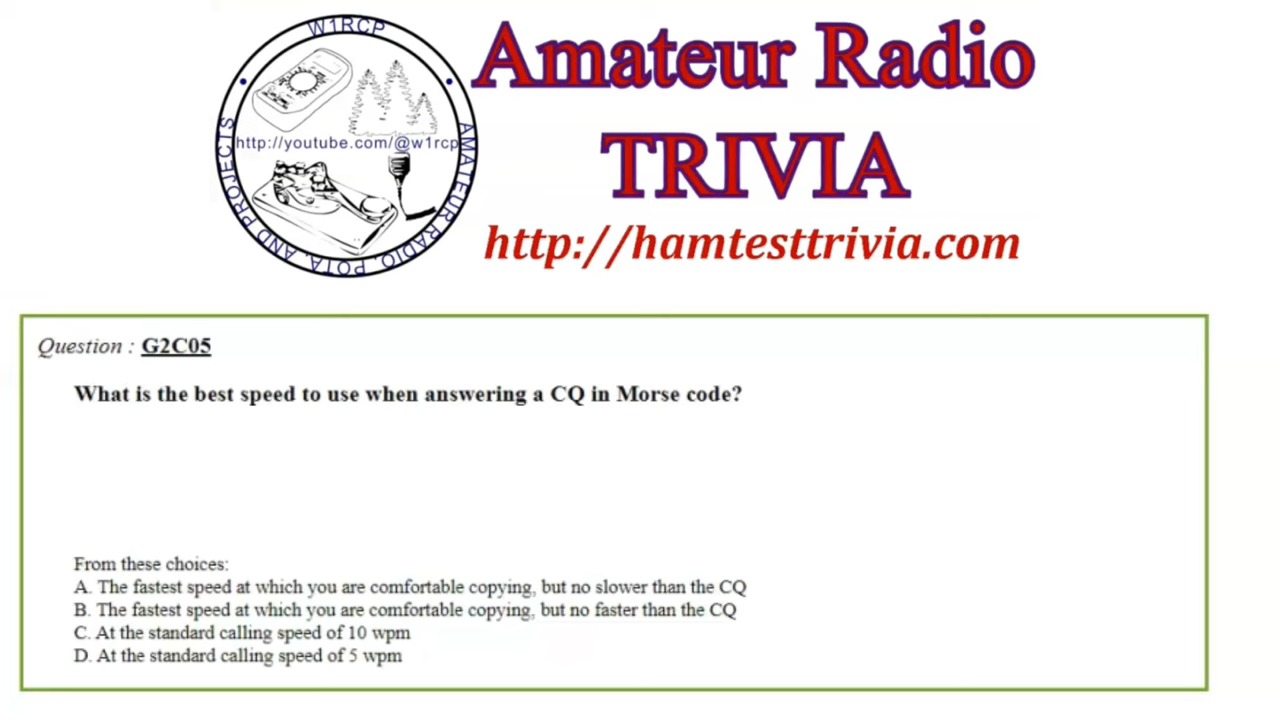 W1RCP
Amateur Radio
TRIVIA
http://youtube.com/@w1rcp
AMATEUR RADIO, POTA, AND PROJECTS
http://hamtesttrivia.com
Question : G2C05
What is the best speed to use when answering a CQ in Morse code?
From these choices:
A. The fastest speed at which you are comfortable copying, but no slower than the CQ
B. The fastest speed at which you are comfortable copying, but no faster than the CQ
C. At the standard calling speed of 10 wpm
D. At the standard calling speed of 5 wpm